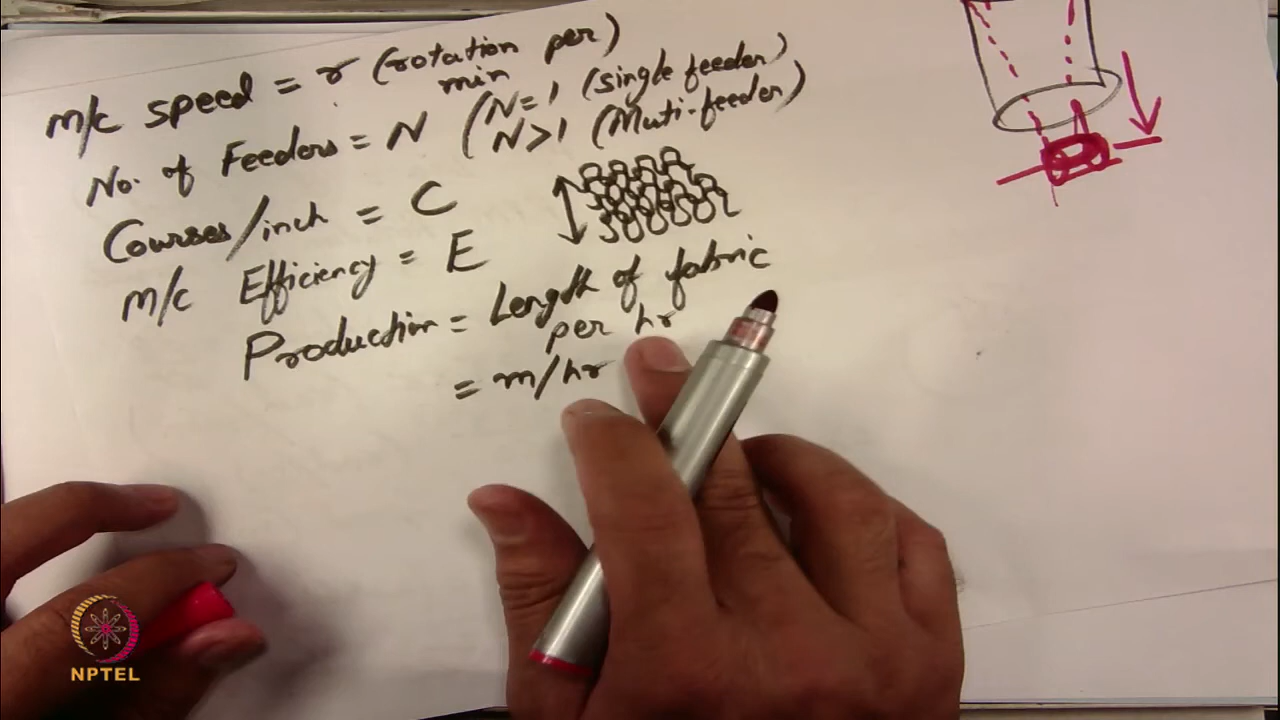 m/c speed = r (rotation per min)
No. of Feeders = N (N=1 (single feeder)
N>1 (Muti-feeder)
Courses/inch = C
m/c Efficiency = E
Production = Length of fabric
per hr
= m/hr
NPTEL